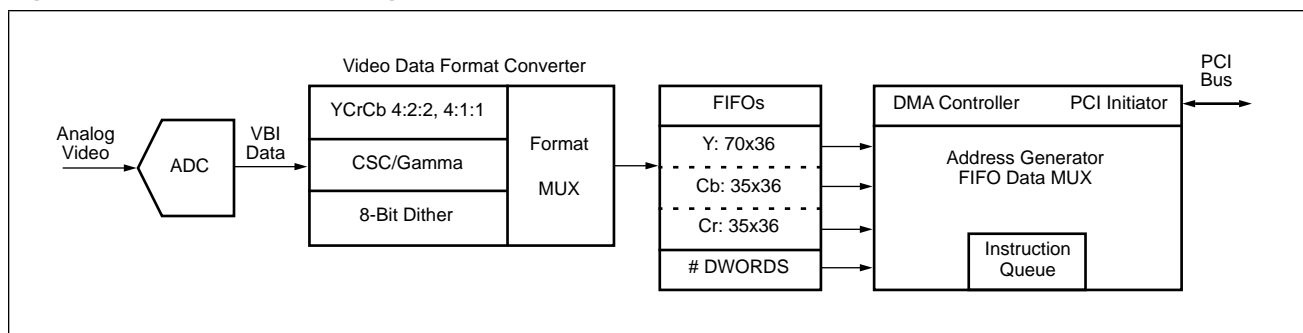 Analog
Video
ADC
VBI
Data
Video Data Format Converter
YCrCb 4:2:2, 4:1:1
CSC/Gamma
8-Bit Dither
Format
MUX
FIFOs
Y: 70x36
Cb: 35x36
Cr: 35x36
# DWORDS
DMA Controller
PCI Initiator
Address Generator
FIFO Data MUX
Instruction
Queue
PCI
Bus